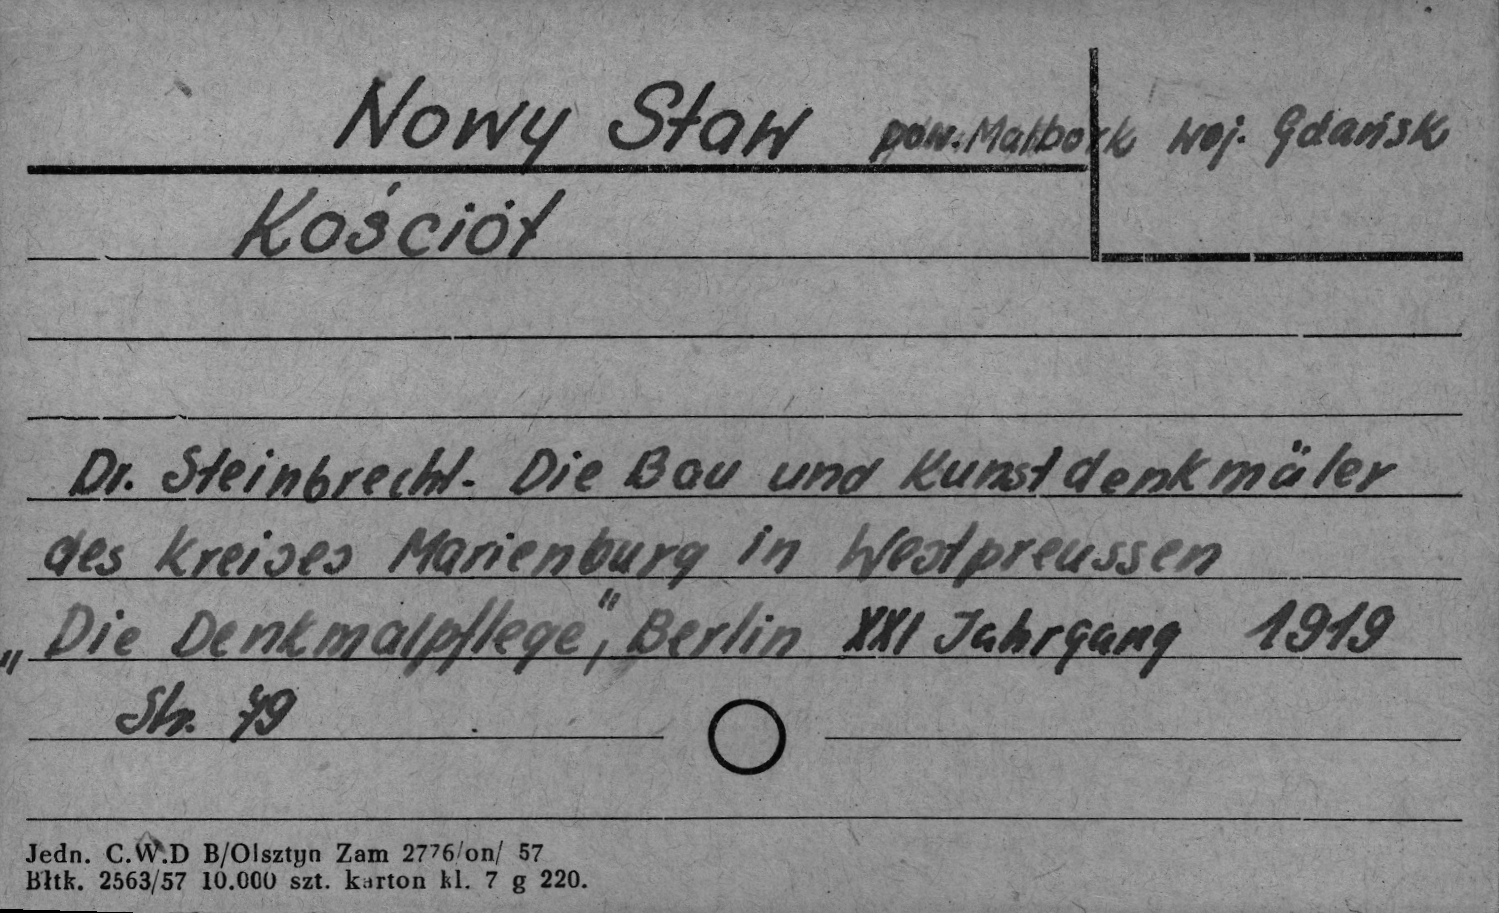 Nowy Staw pow. Malbork woj. Gdańsk
Kościół
Dr. Steinbrecht. Die Bau und Kunstdenkmäler
des Kreises Marienburg in Westpreussen
„Die Denkmalpflege", Berlin XXI Jahrgang 1919
Str. 79
Jedn. C.W.D B/Olsztyn Zam 2776/on/ 57
Błtk. 2563/57 10.000 szt. karton kl. 7 g 220.